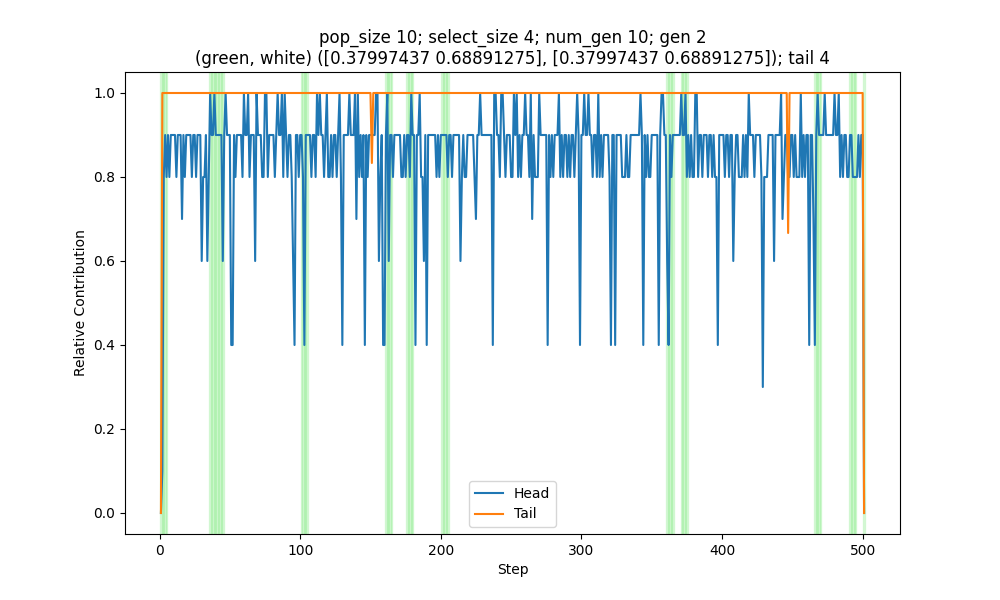 pop_size 10; select_size 4; num_gen 10; gen 2
(green, white) ([0.37997437 0.68891275], [0.37997437 0.68891275]); tail 4
1.0
0.8
0.6
0.4
0.2
0.0
Relative Contribution
Head
Tail
0 100 200 300 400 500
Step